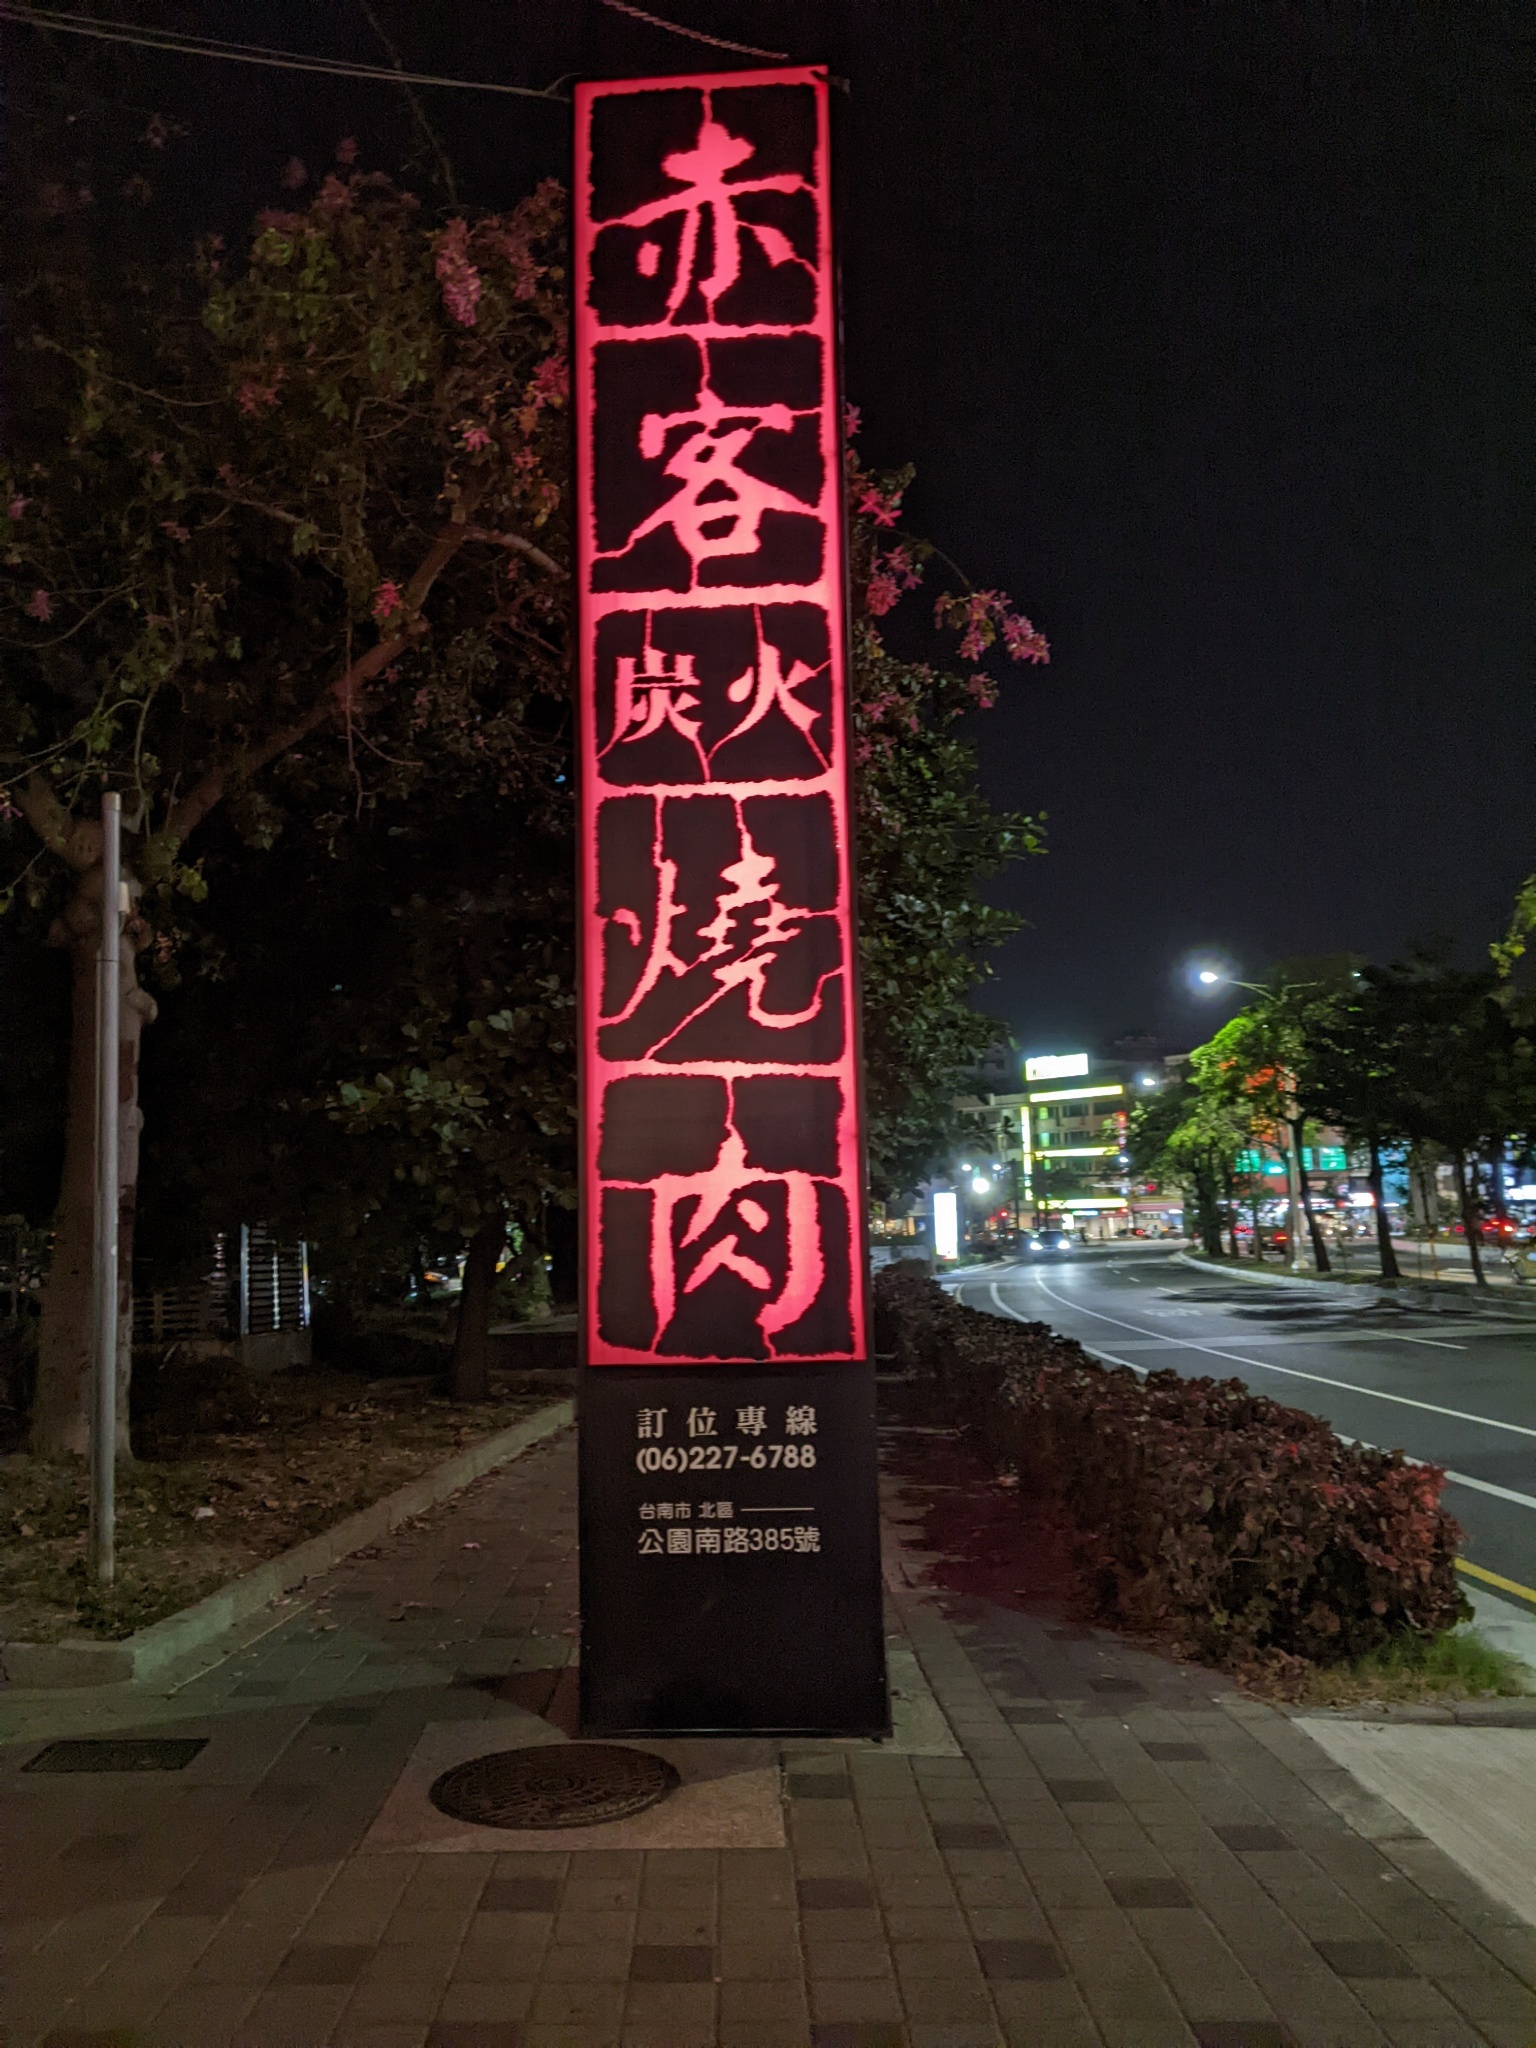 赤
客
炭火
燒
肉
訂位專線
(06)227-6788
台南市 北區
公園南路385號